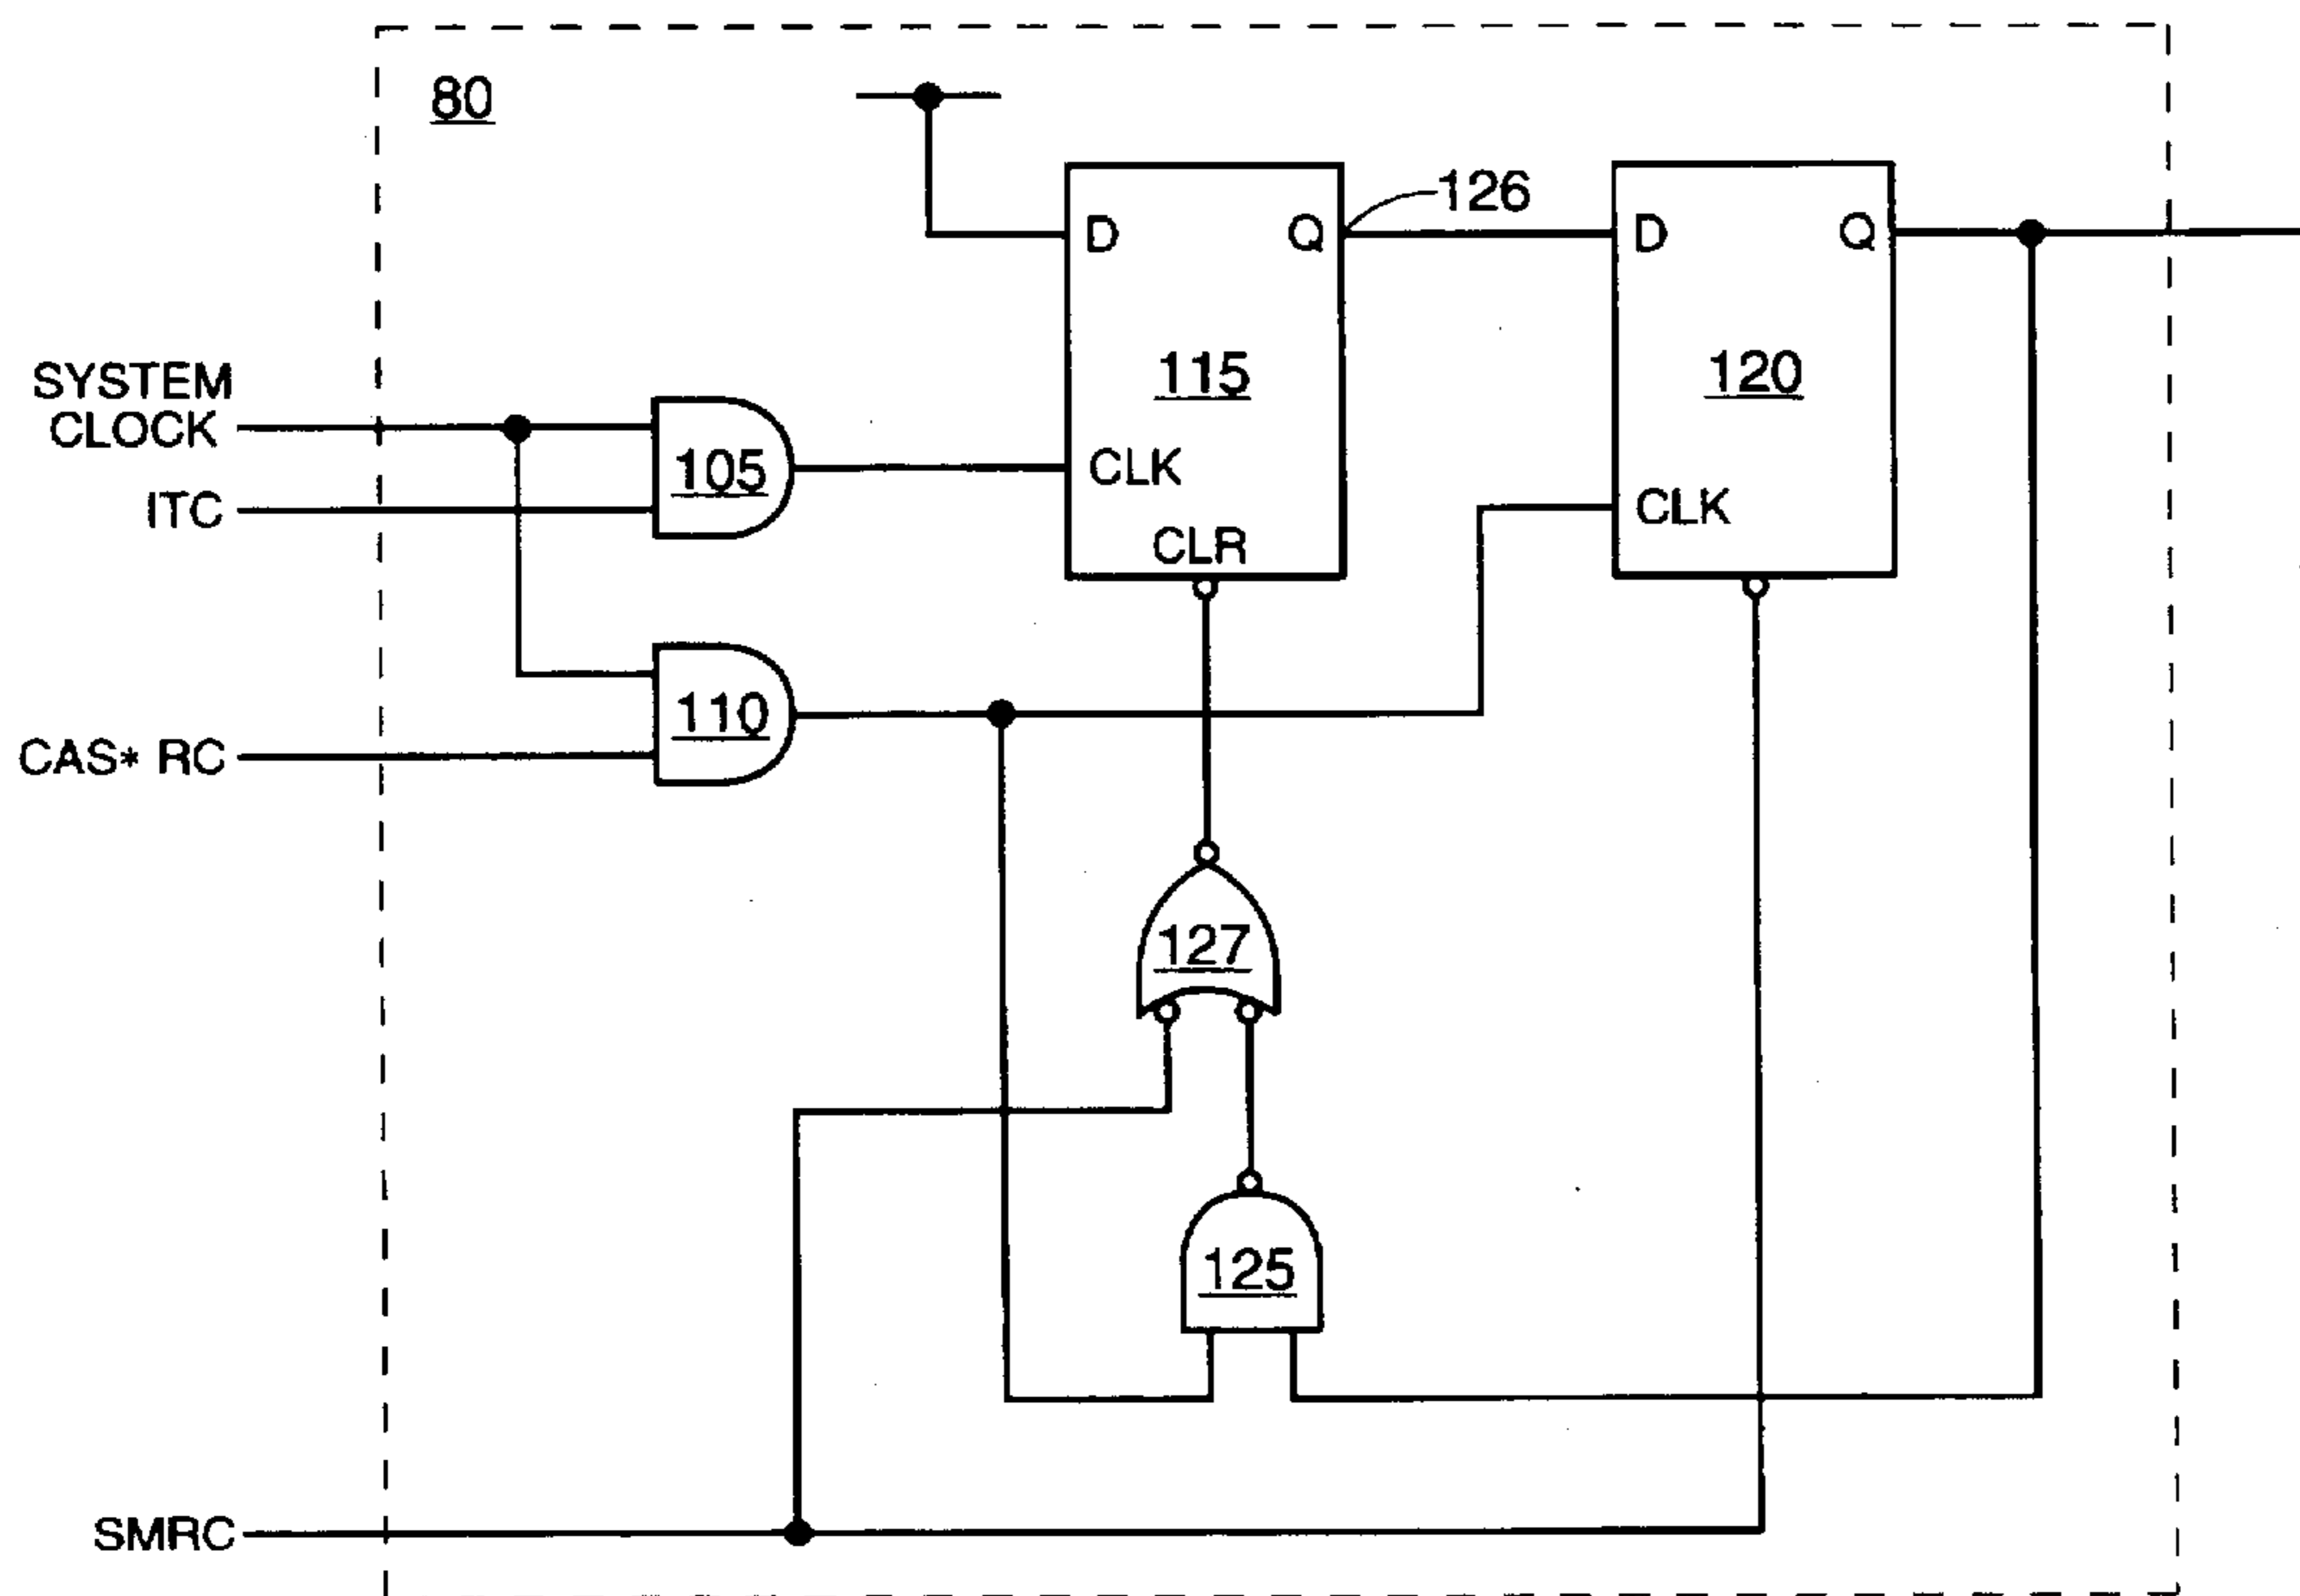 80
126
D
Q
D
Q
SYSTEM
CLOCK
115
120
105
CLK
CLK
ITC
CLR
110
CAS* RC
127
125
SMRC